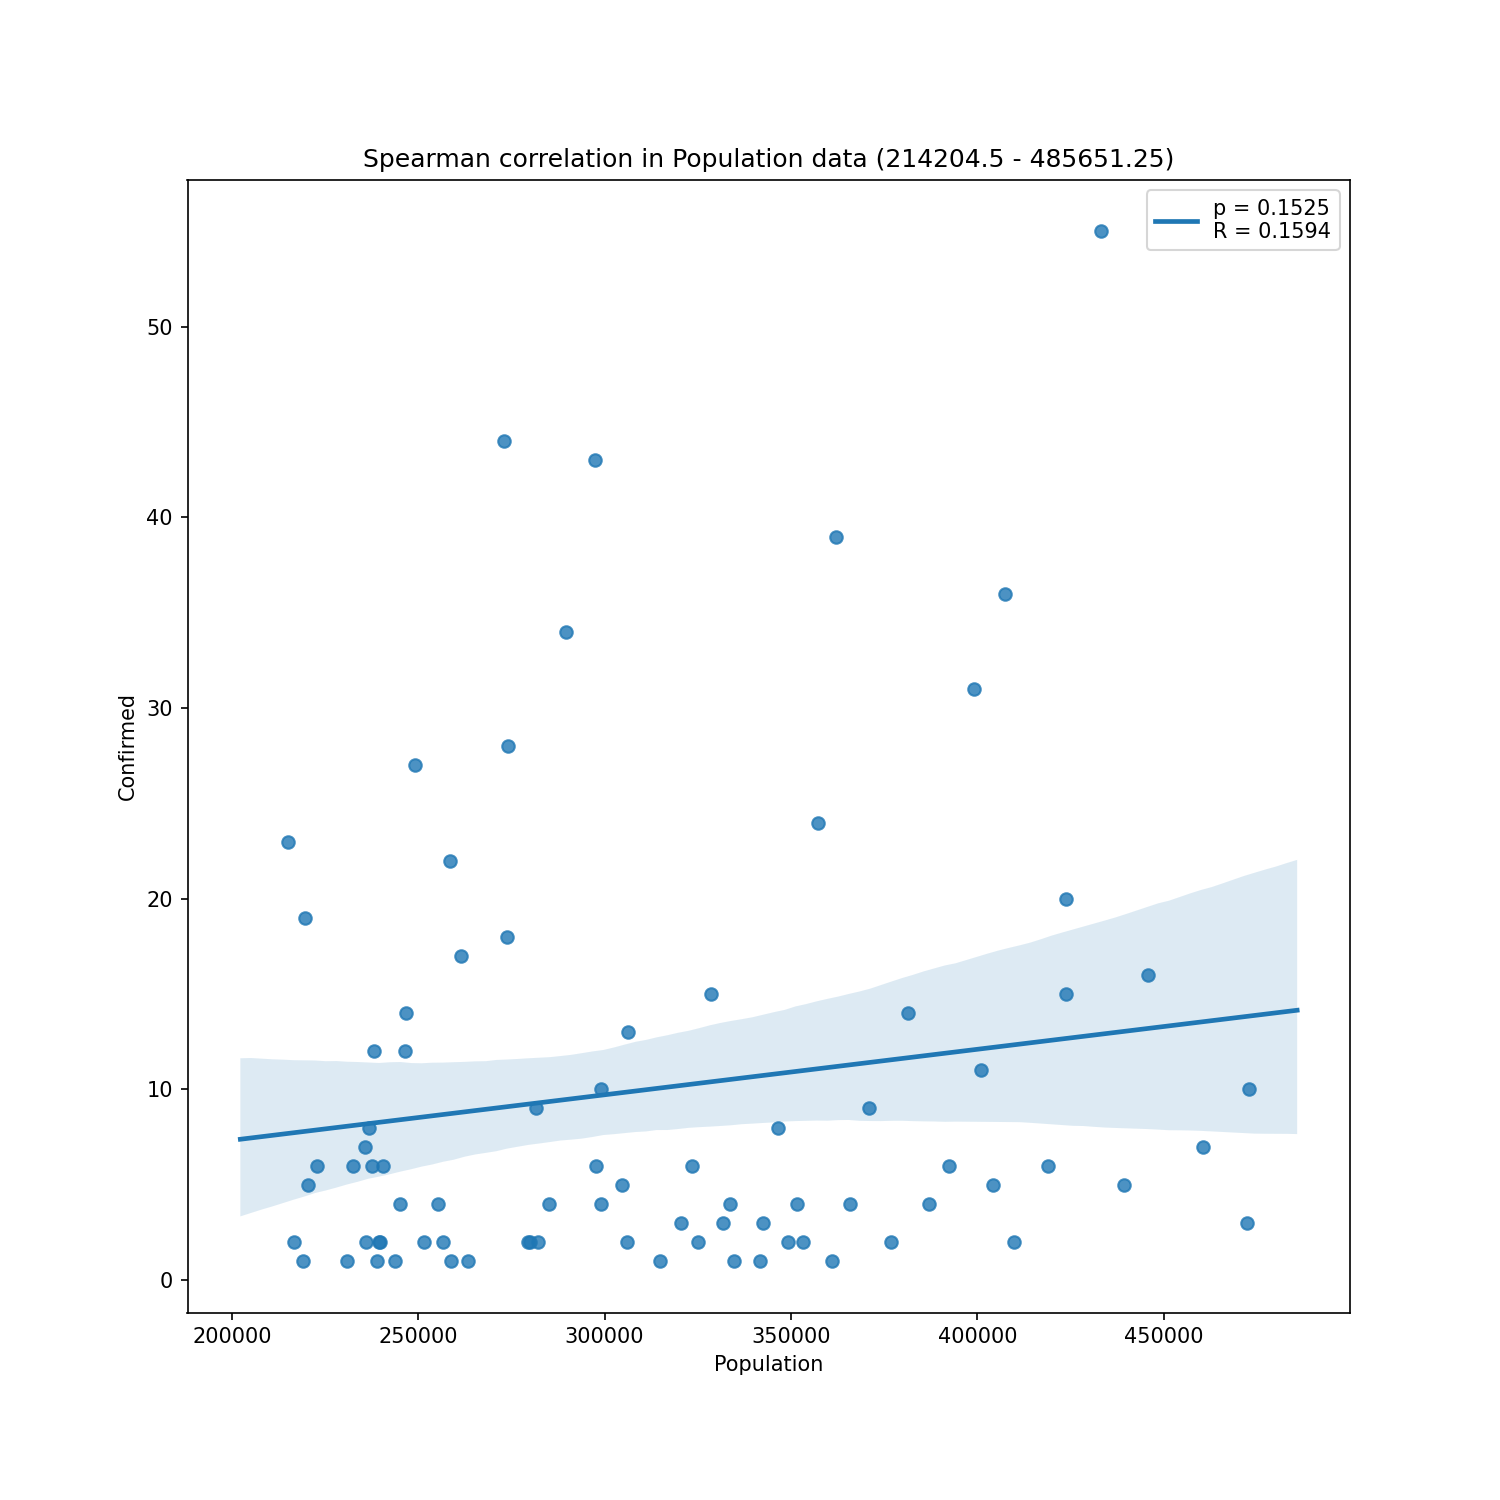 Spearman correlation in Population data (214204.5 - 485651.25)
p = 0.1525
R = 0.1594
50
40
30
20
10
0
Confirmed
200000
250000
300000
350000
400000
450000
Population